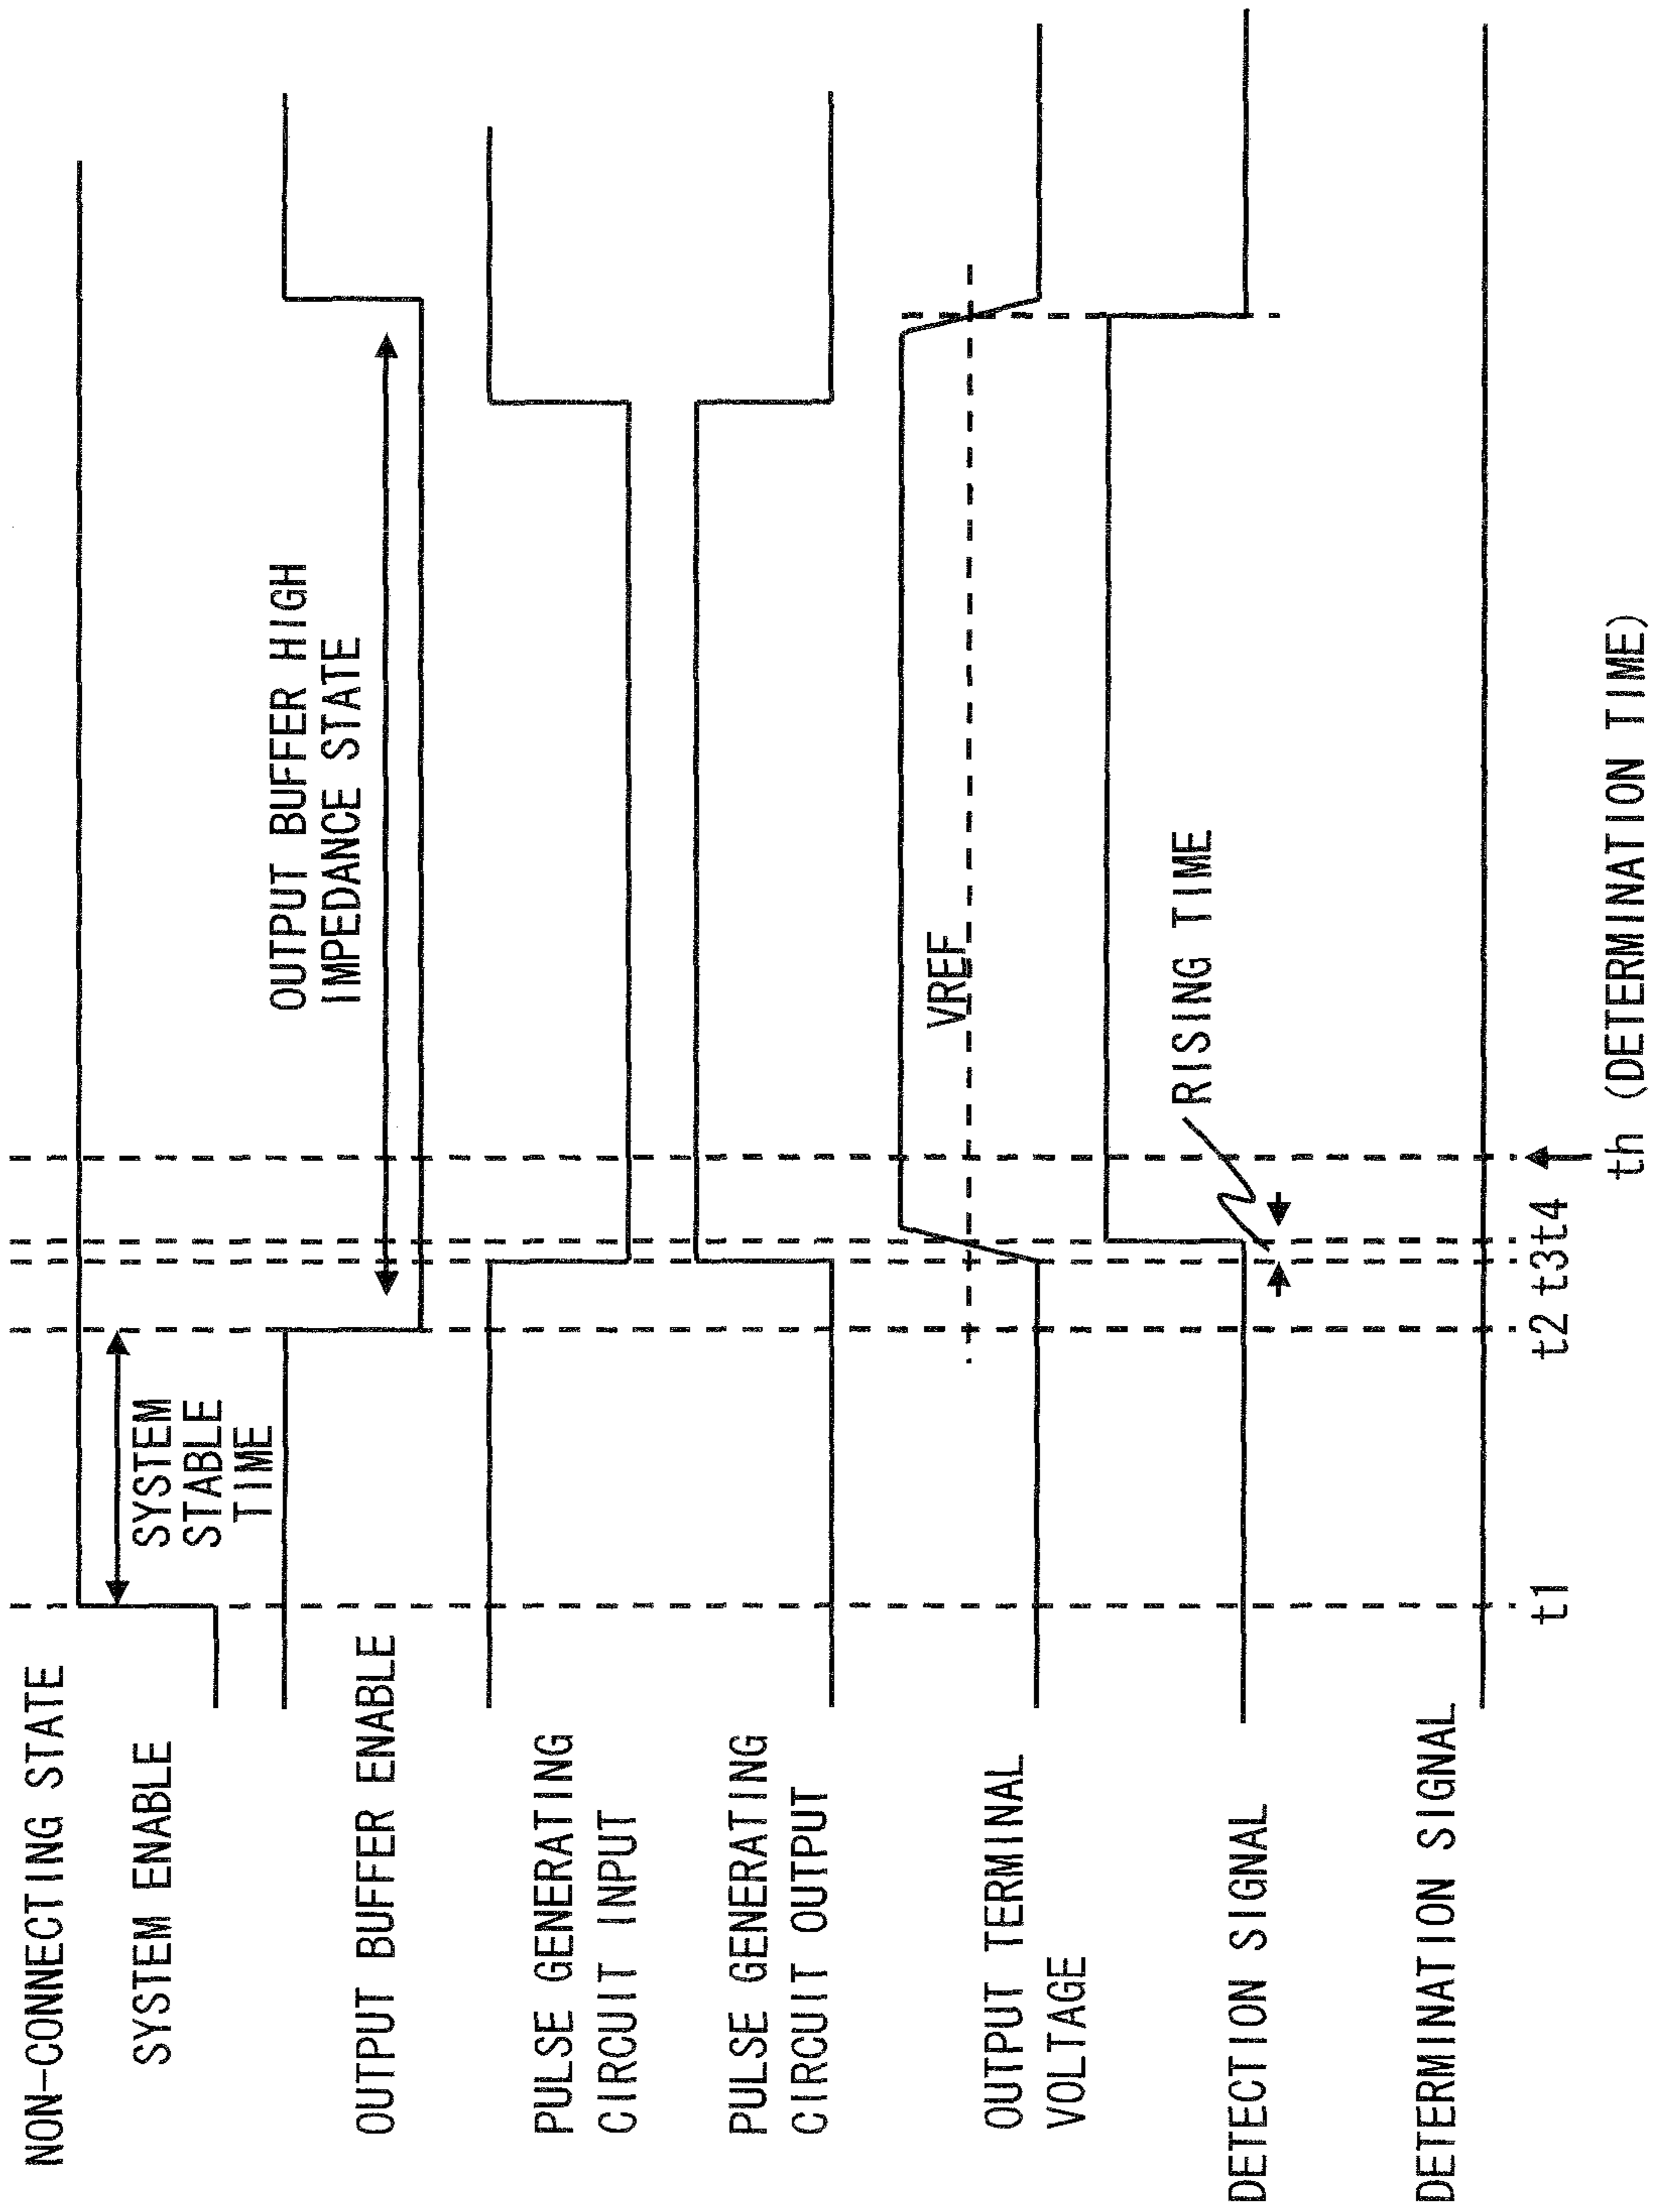 NON-CONNECTING STATE
SYSTEM ENABLE
SYSTEM
STABLE
TIME
OUTPUT BUFFER ENABLE
OUTPUT BUFFER HIGH
IMPEDANCE STATE
PULSE GENERATING
CIRCUIT INPUT
PULSE GENERATING
CIRCUIT OUTPUT
OUTPUT TERMINAL
VOLTAGE
VREF
DETECTION SIGNAL
RISING TIME
DETERMINATION SIGNAL
t1
t2 t3 t4
th (DETERMINATION TIME)